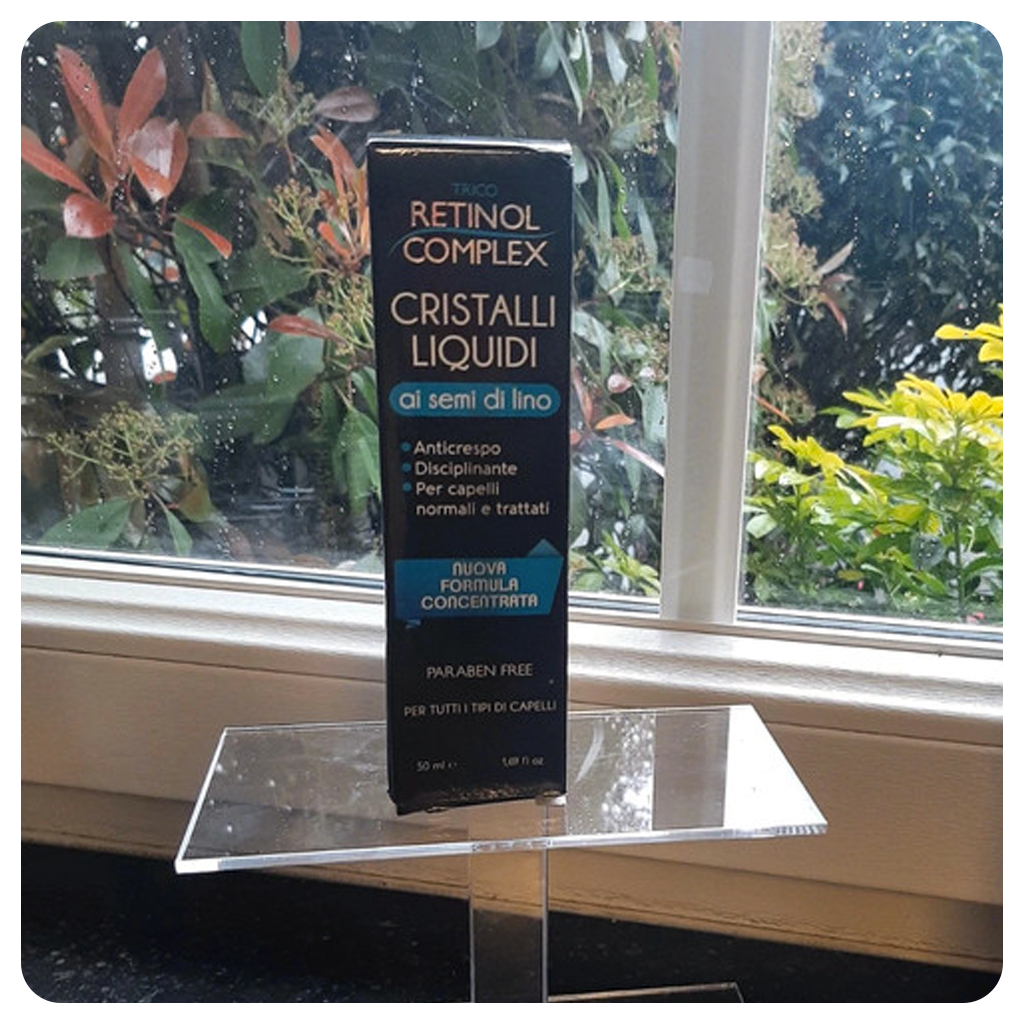 TRICO
RETINOL
COMPLEX
CRISTALLI
LIQUIDI
ai semi di lino
Anticrespo
Disciplinante
Per capelli
normali e trattati
NUOVA
FORMULA
CONCENTRATA
PARABEN FREE
PER TUTTI I TIPI DI CAPELLI
50 ml e 1,69 fl oz